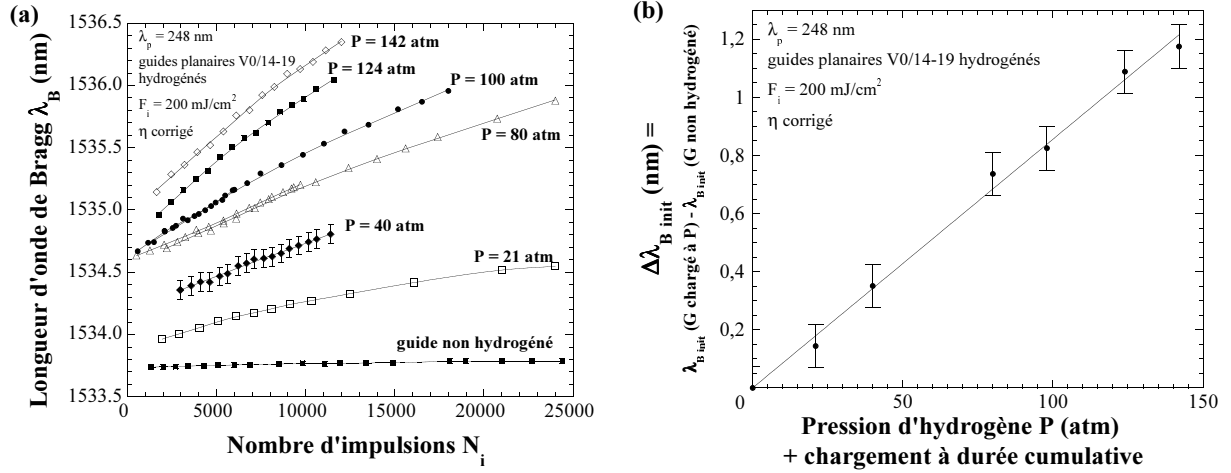 (a)
1536.5
1536.0
1535.5
1535.0
1534.5
1534.0
1533.5
Longueur d'onde de Bragg λB (nm)
λp = 248 nm
guides planaires V0/14-19
hydrogénés
Fi = 200 mJ/cm²
η corrigé
P = 142 atm
P = 124 atm
P = 100 atm
P = 80 atm
P = 40 atm
P = 21 atm
guide non hydrogéné
0
5000
10000
15000
20000
25000
Nombre d'impulsions Ni
(b)
ΔλB init (nm) =
λB init (G chargé à P) - λB init (G non hydrogéné)
1,2
1
0,8
0,6
0,4
0,2
λp = 248 nm
guides planaires V0/14-19 hydrogénés
Fi = 200 mJ/cm²
η corrigé
0
50
100
150
Pression d'hydrogène P (atm)
+ chargement à durée cumulative